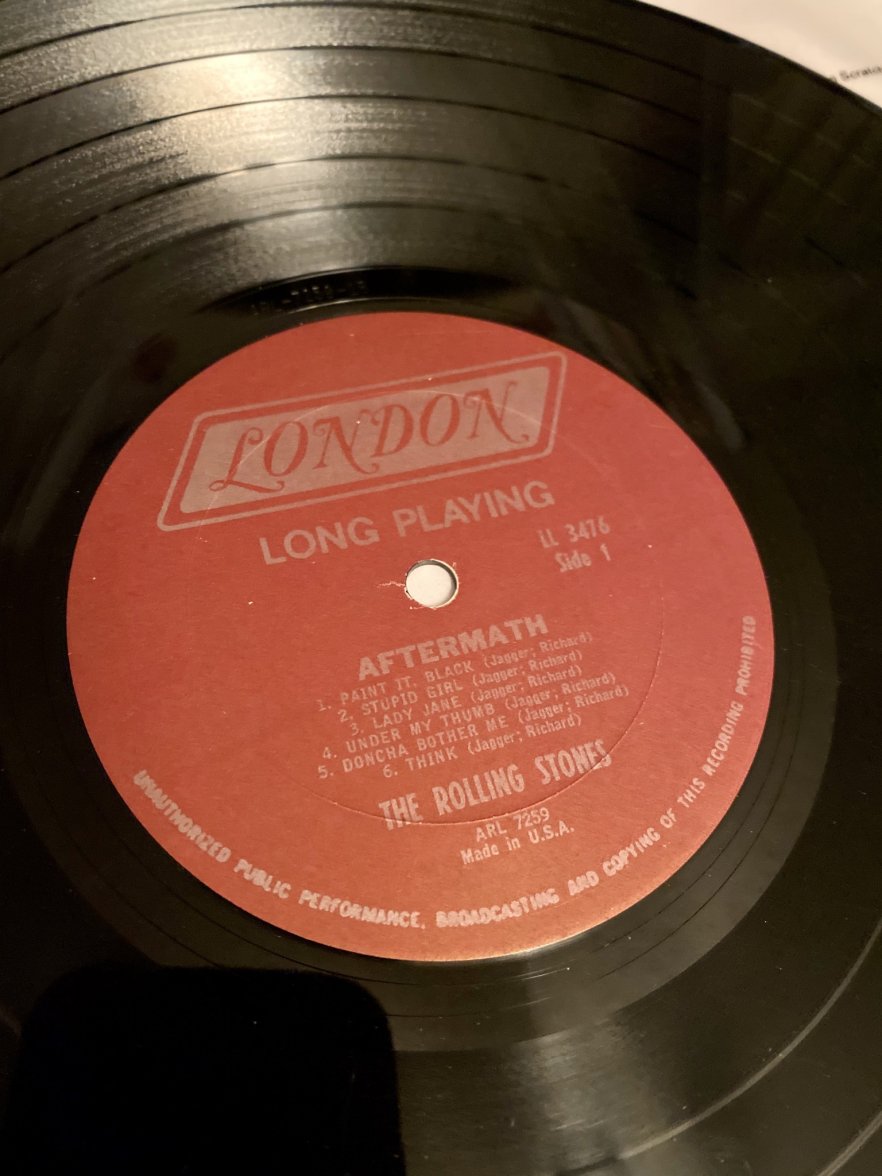 Scratch
LONDON
LONG PLAYING
LL 3476
Side 1
AFTERMATH
1. PAINT IT, BLACK (Jagger; Richard)
2. STUPID GIRL (Jagger; Richard)
3. LADY JANE (Jagger; Richard)
4. UNDER MY THUMB (Jagger; Richard)
5. DONCHA BOTHER ME (Jagger; Richard)
6. THINK (Jagger; Richard)
THE ROLLING STONES
ARL 7259
Made in U.S.A.
UNAUTHORIZED PUBLIC PERFORMANCE, BROADCASTING AND COPYING OF THIS RECORDING PROHIBITED